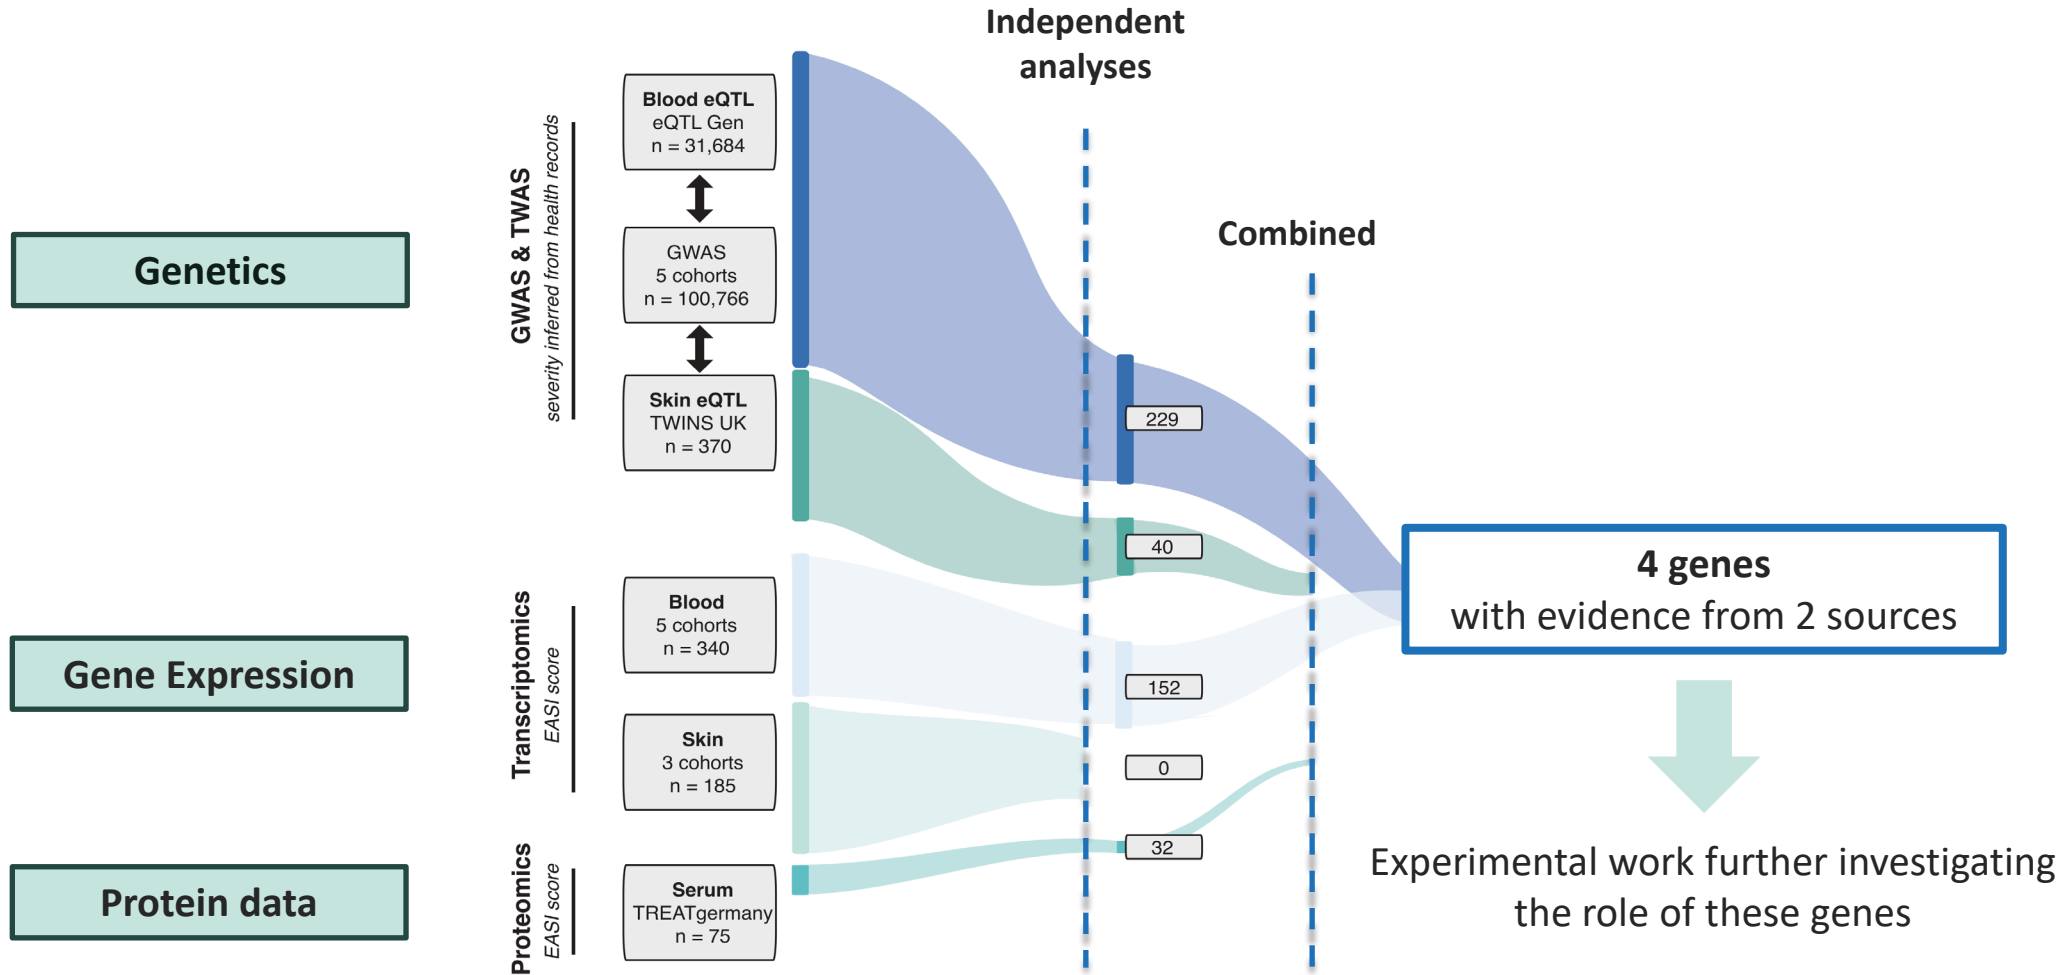 Independent
analyses
Combined
Genetics
GWAS & TWAS
severity inferred from health records
Blood eQTL
eQTL Gen
n = 31,684
GWAS
5 cohorts
n = 100,766
Skin eQTL
TWINS UK
n = 370
229
40
Gene Expression
Transcriptomics
EASI score
Blood
5 cohorts
n = 340
Skin
3 cohorts
n = 185
152
0
Protein data
Proteomics
EASI score
Serum
TREATgermany
n = 75
32
4 genes
with evidence from 2 sources
Experimental work further investigating
the role of these genes